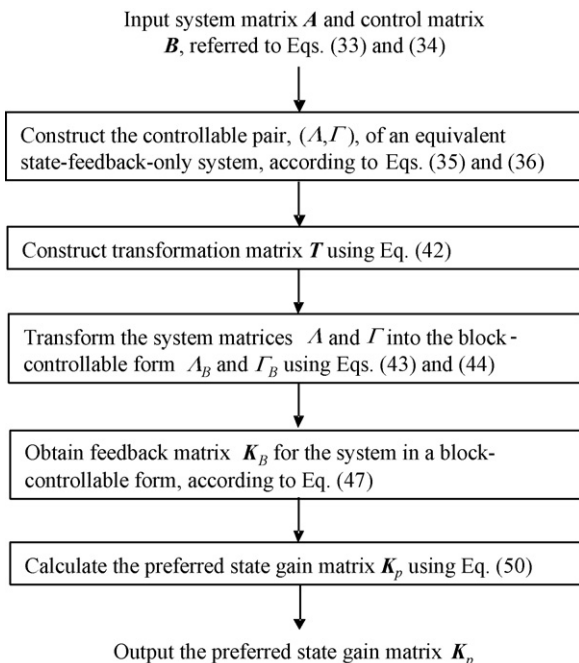 Input system matrix A and control matrix
B, referred to Eqs. (33) and (34)
Construct the controllable pair, (Λ,Γ), of an equivalent
state-feedback-only system, according to Eqs. (35) and (36)
Construct transformation matrix T using Eq. (42)
Transform the system matrices Λ and Γ into the block-
controllable form Λ_B and Γ_B using Eqs. (43) and (44)
Obtain feedback matrix K_B for the system in a block-
controllable form, according to Eq. (47)
Calculate the preferred state gain matrix K_p using Eq. (50)
Output the preferred state gain matrix K_p